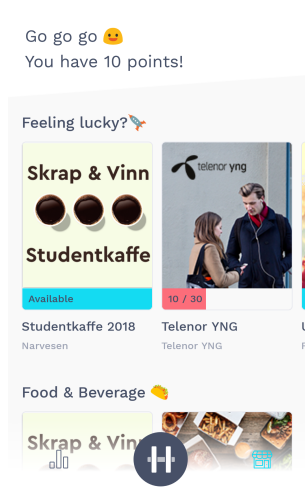 Go go go 😛
You have 10 points!
Feeling lucky?🚀
Skrap & Vinn
Studentkaffe
telenor yng
Available
10 / 30
Studentkaffe 2018
Telenor YNG
Narvesen
Telenor YNG
Food & Beverage 🌮
Skrap & Vinn